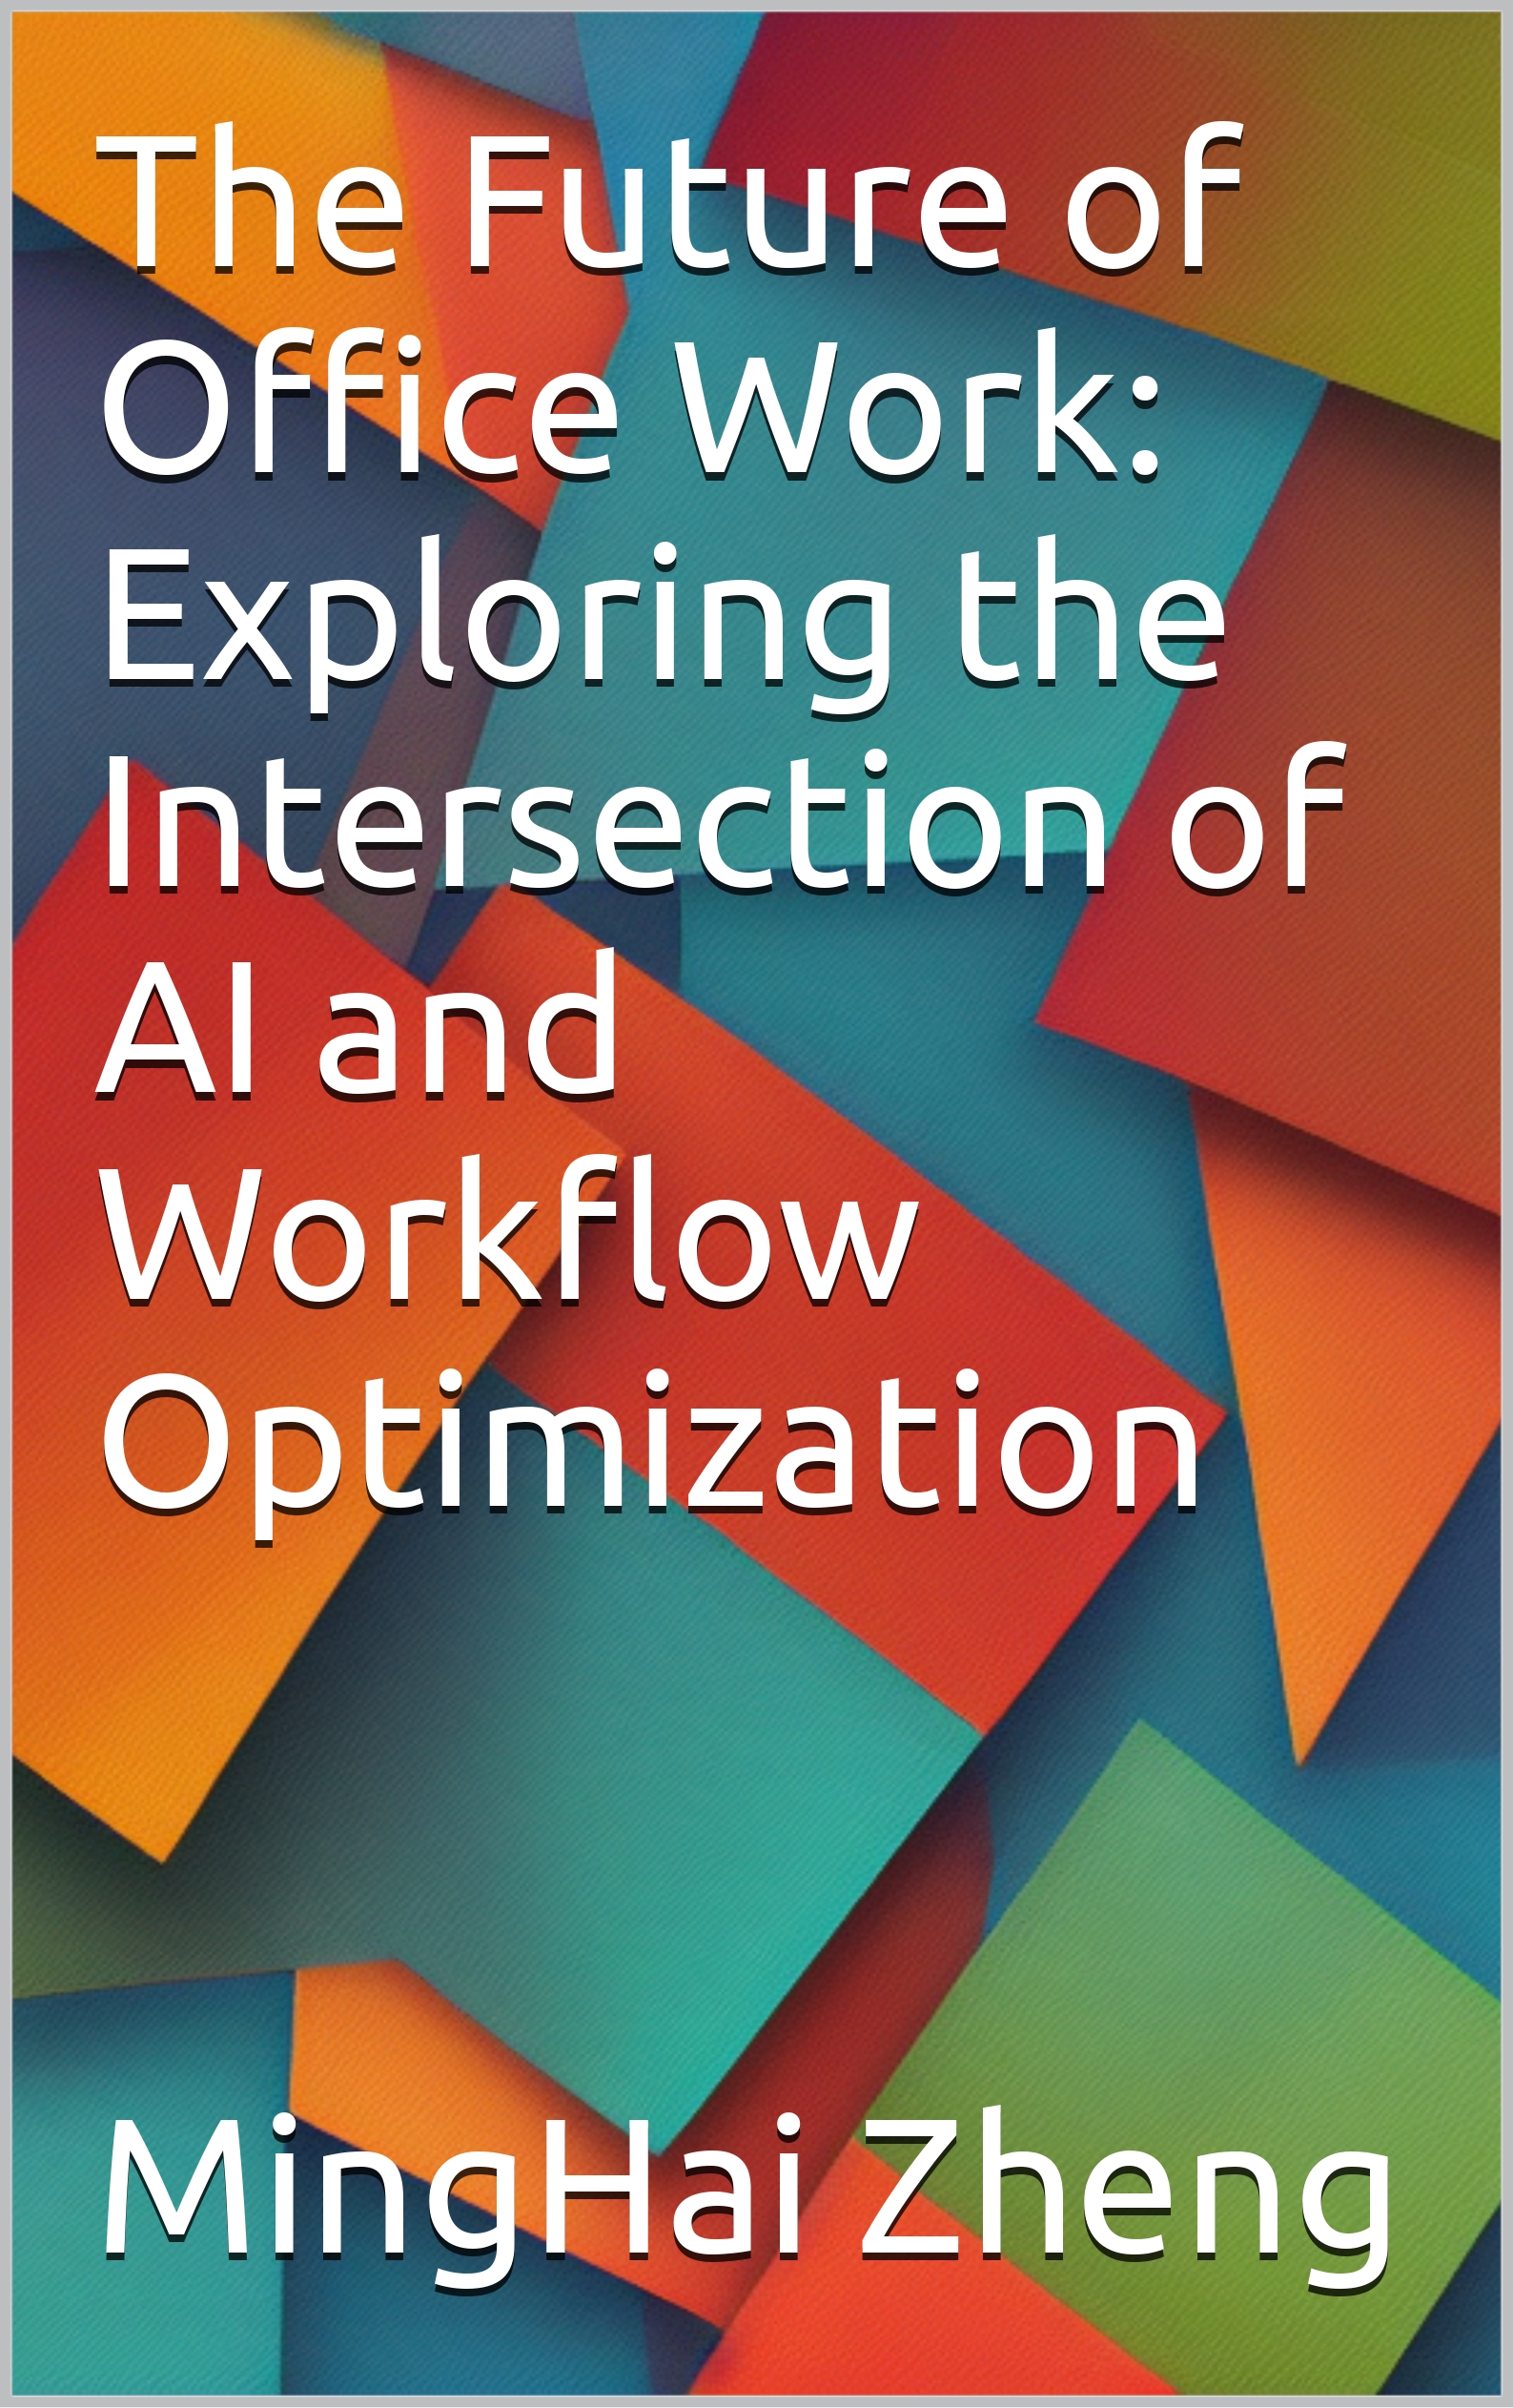 The Future of
Office Work:
Exploring the
Intersection of
AI and
Workflow
Optimization
MingHai Zheng